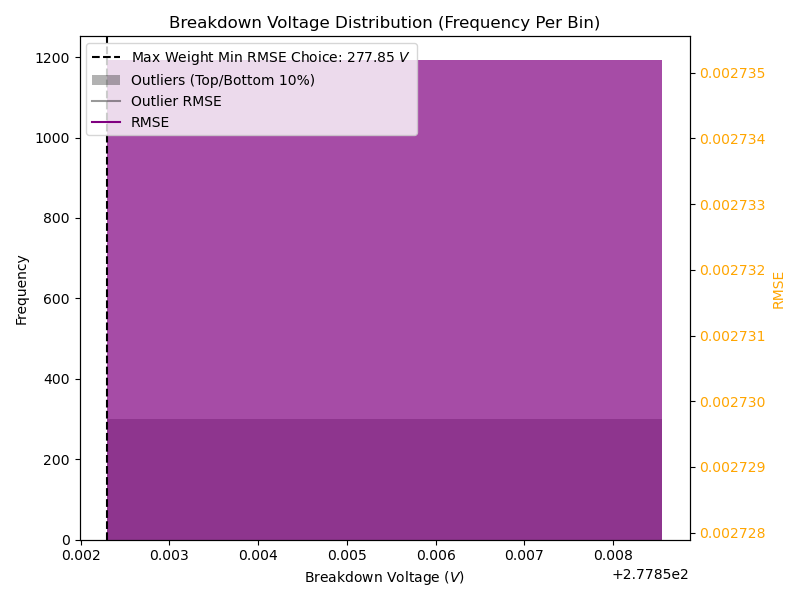 Breakdown Voltage Distribution (Frequency Per Bin)
Max Weight Min RMSE Choice: 277.85 V
Outliers (Top/Bottom 10%)
Outlier RMSE
RMSE
1200
1000
800
600
400
200
0
Frequency
0.002735
0.002734
0.002733
0.002732
0.002731
0.002730
0.002729
0.002728
RMSE
0.002 0.003 0.004 0.005 0.006 0.007 0.008
+2.7785e2
Breakdown Voltage (V)